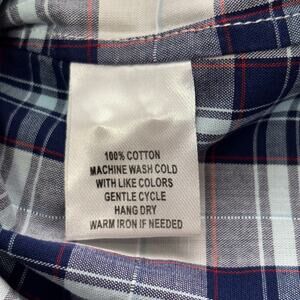 100% COTTON
MACHINE WASH COLD
WITH LIKE COLORS
GENTLE CYCLE
HANG DRY
WARM IRON IF NEEDED